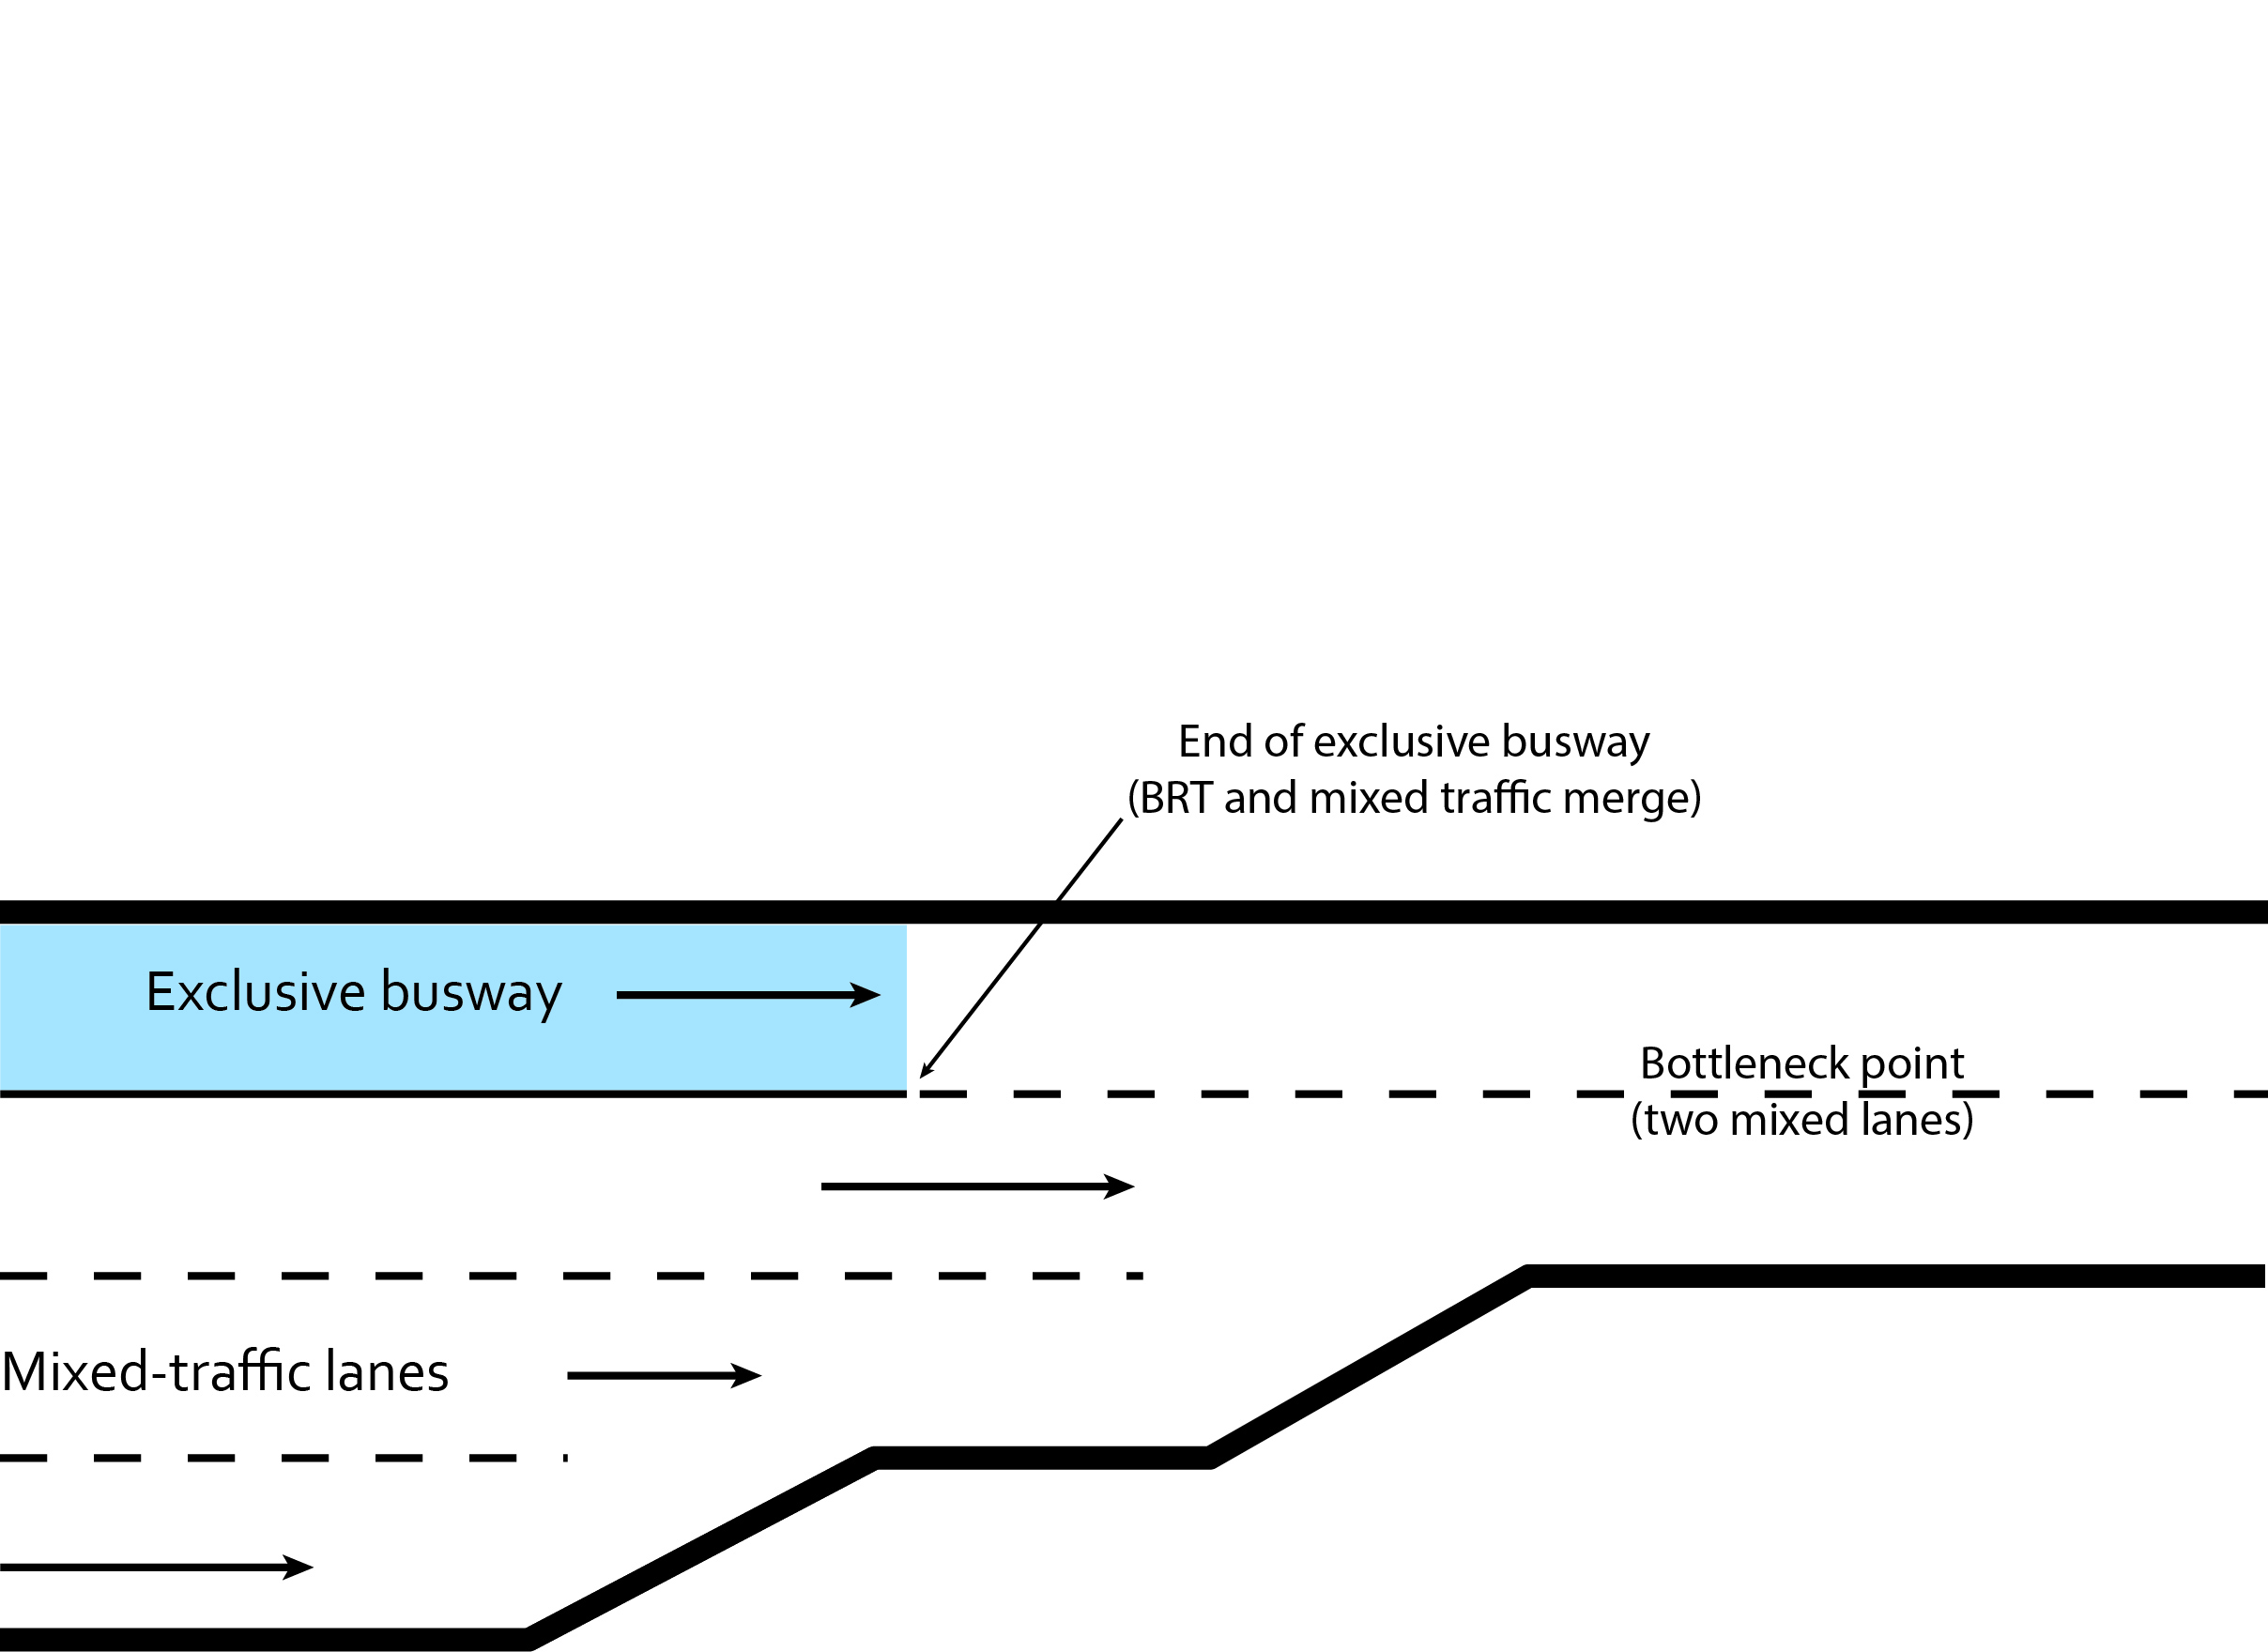 End of exclusive busway
(BRT and mixed traffic merge)
Exclusive busway
Bottleneck point
(two mixed lanes)
Mixed-traffic lanes